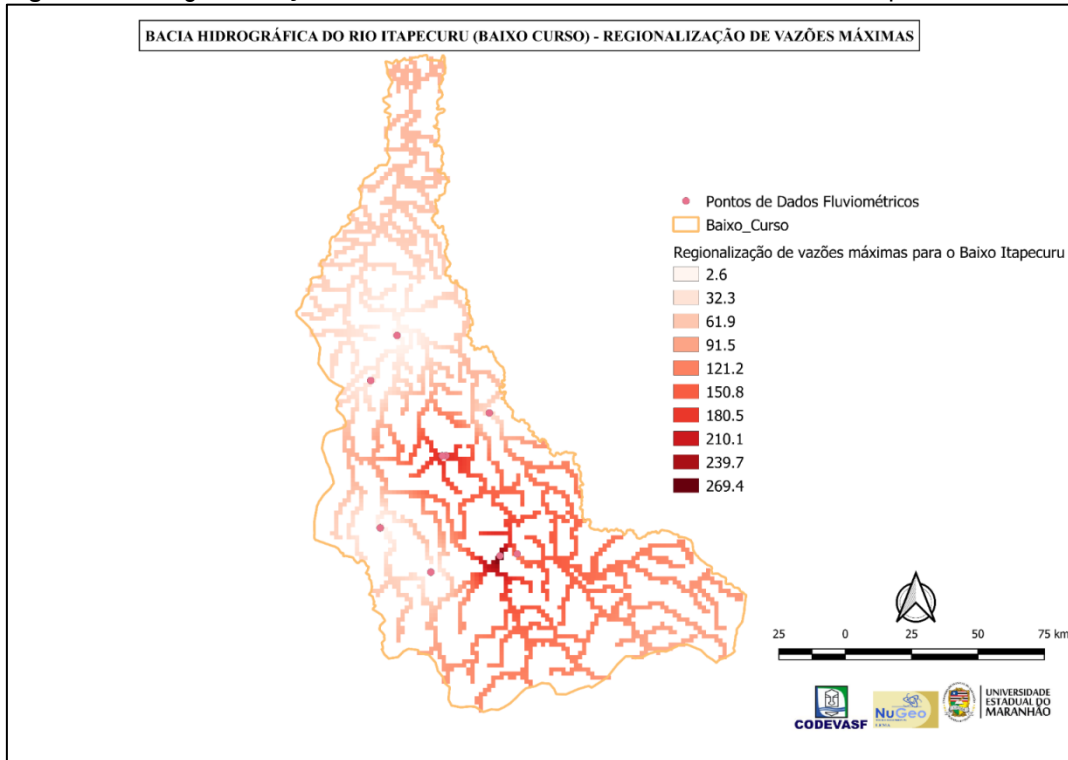 BACIA HIDROGRÁFICA DO RIO ITAPECURU (BAIXO CURSO) - REGIONALIZAÇÃO DE VAZÕES MÁXIMAS
Pontos de Dados Fluviométricos
Baixo_Curso
Regionalização de vazões máximas para o Baixo Itapecuru
2.6
32.3
61.9
91.5
121.2
150.8
180.5
210.1
239.7
269.4
25 0 25 50 75 km
CODEVASF
NuGeo
UNIVERSIDADE
ESTADUAL DO
MARANHÃO